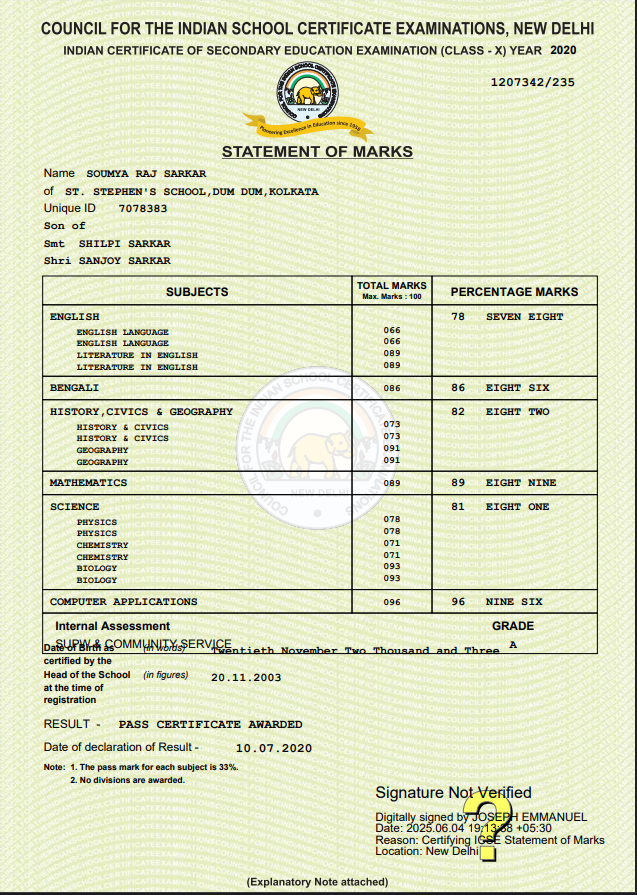 COUNCIL FOR THE INDIAN SCHOOL CERTIFICATE EXAMINATIONS, NEW DELHI
INDIAN CERTIFICATE OF SECONDARY EDUCATION EXAMINATION (CLASS - X) YEAR 2020
1207342/235
COUNCIL FOR THE INDIAN SCHOOL CERTIFICATE EXAMINATIONS
NEW DELHI
Pioneering Excellence in Education since 1958
STATEMENT OF MARKS
Name SOUMYA RAJ SARKAR
of ST. STEPHEN'S SCHOOL,DUM DUM,KOLKATA
Unique ID 7078383
Son of
Smt SHILPI SARKAR
Shri SANJOY SARKAR
SUBJECTS TOTAL MARKS Max. Marks : 100 PERCENTAGE MARKS
ENGLISH 78 SEVEN EIGHT
ENGLISH LANGUAGE 066
ENGLISH LANGUAGE 066
LITERATURE IN ENGLISH 089
LITERATURE IN ENGLISH 089
BENGALI 086 86 EIGHT SIX
HISTORY,CIVICS & GEOGRAPHY 82 EIGHT TWO
HISTORY & CIVICS 073
HISTORY & CIVICS 073
GEOGRAPHY 091
GEOGRAPHY 091
MATHEMATICS 089 89 EIGHT NINE
SCIENCE 81 EIGHT ONE
PHYSICS 078
PHYSICS 078
CHEMISTRY 071
CHEMISTRY 071
BIOLOGY 093
BIOLOGY 093
COMPUTER APPLICATIONS 096 96 NINE SIX
Internal Assessment GRADE
SUPW & COMMUNITY SERVICE A
Date of Birth as (in words) Twentieth November Two Thousand and Three
certified by the
Head of the School (in figures) 20.11.2003
at the time of
registration
RESULT - PASS CERTIFICATE AWARDED
Date of declaration of Result - 10.07.2020
Note: 1. The pass mark for each subject is 33%.
2. No divisions are awarded.
Signature Not Verified
Digitally signed by JOSEPH EMMANUEL
Date: 2025.06.04 19:13:38 +05:30
Reason: Certifying ICSE Statement of Marks
Location: New Delhi
?
(Explanatory Note attached)